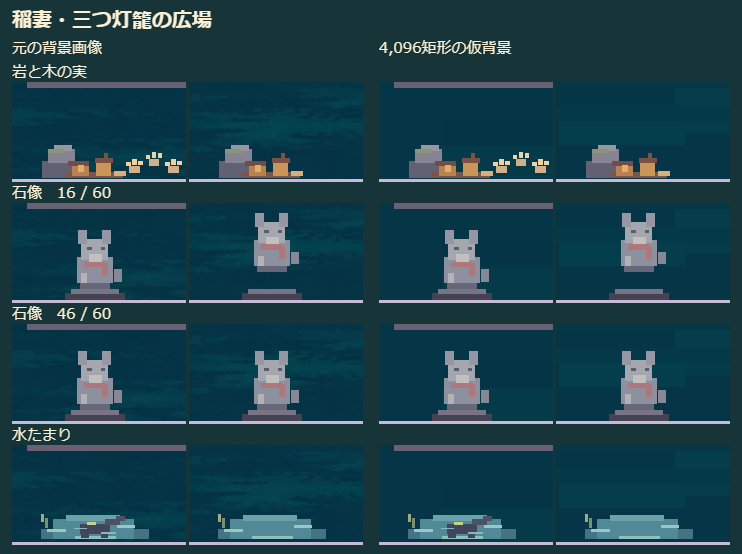 稲妻・三つ灯籠の広場
元の背景画像
4,096矩形の仮背景
岩と木の実
石像 16 / 60
石像 46 / 60
水たまり